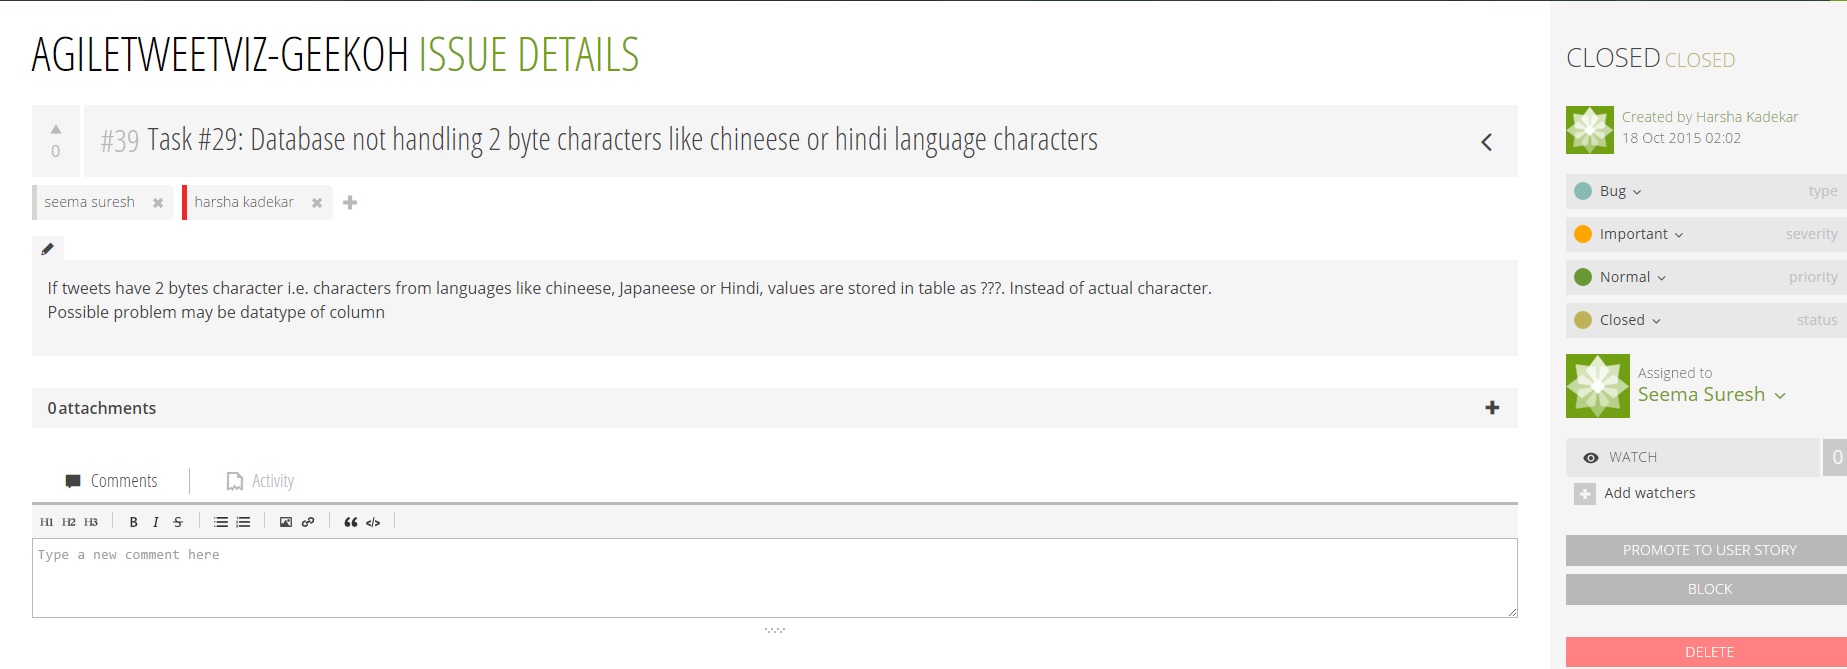 AGILETWEETVIZ-GEEKOH ISSUE DETAILS
0
#39 Task #29: Database not handling 2 byte characters like chineese or hindi language characters
seema suresh
harsha kadekar
If tweets have 2 bytes character i.e. characters from languages like chineese, Japaneese or Hindi, values are stored in table as ???. Instead of actual character.
Possible problem may be datatype of column
0 attachments
Comments
Activity
H1 H2 H3 B I S
Type a new comment here
CLOSED CLOSED
Created by Harsha Kadekar
18 Oct 2015 02:02
Bug type
Important severity
Normal priority
Closed status
Assigned to
Seema Suresh
WATCH 0
Add watchers
PROMOTE TO USER STORY
BLOCK
DELETE